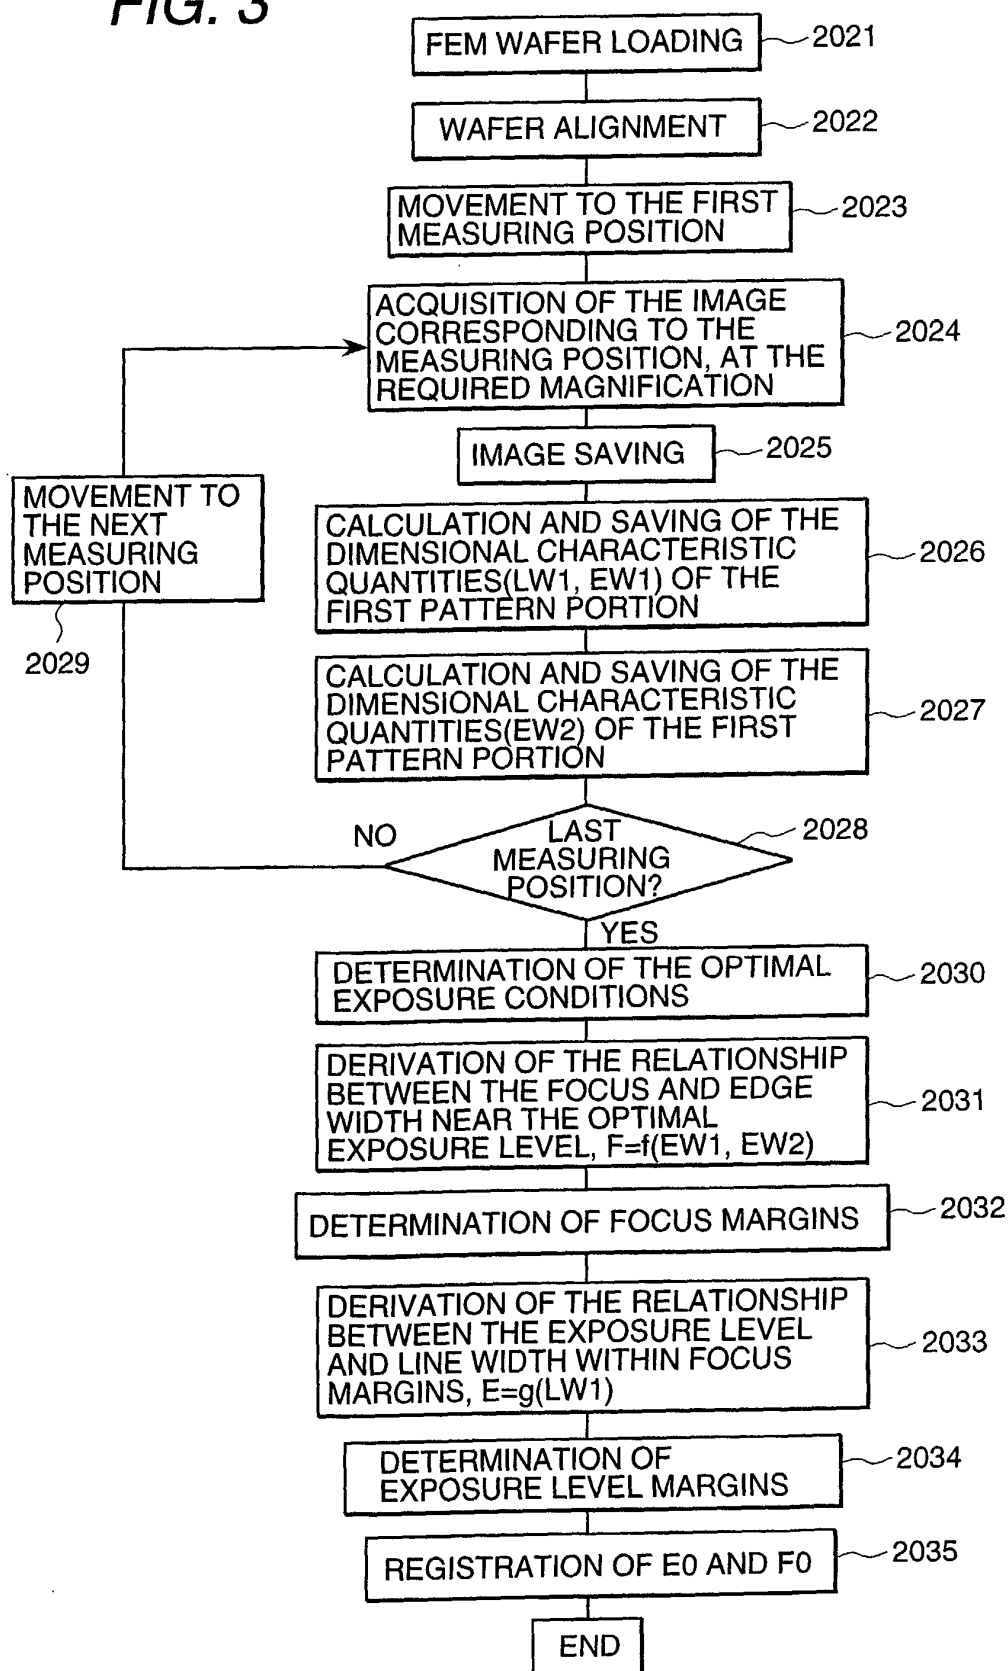 FIG. 3
FEM WAFER LOADING
2021
WAFER ALIGNMENT
2022
MOVEMENT TO THE FIRST
MEASURING POSITION
2023
ACQUISITION OF THE IMAGE
CORRESPONDING TO THE
MEASURING POSITION, AT THE
REQUIRED MAGNIFICATION
2024
IMAGE SAVING
2025
MOVEMENT TO
THE NEXT
MEASURING
POSITION
2029
CALCULATION AND SAVING OF THE
DIMENSIONAL CHARACTERISTIC
QUANTITIES(LW1, EW1) OF THE
FIRST PATTERN PORTION
2026
CALCULATION AND SAVING OF THE
DIMENSIONAL CHARACTERISTIC
QUANTITIES(EW2) OF THE FIRST
PATTERN PORTION
2027
NO
LAST
MEASURING
POSITION?
2028
YES
DETERMINATION OF THE OPTIMAL
EXPOSURE CONDITIONS
2030
DERIVATION OF THE RELATIONSHIP
BETWEEN THE FOCUS AND EDGE
WIDTH NEAR THE OPTIMAL
EXPOSURE LEVEL, F=f(EW1, EW2)
2031
DETERMINATION OF FOCUS MARGINS
2032
DERIVATION OF THE RELATIONSHIP
BETWEEN THE EXPOSURE LEVEL
AND LINE WIDTH WITHIN FOCUS
MARGINS, E=g(LW1)
2033
DETERMINATION OF
EXPOSURE LEVEL MARGINS
2034
REGISTRATION OF E0 AND F0
2035
END